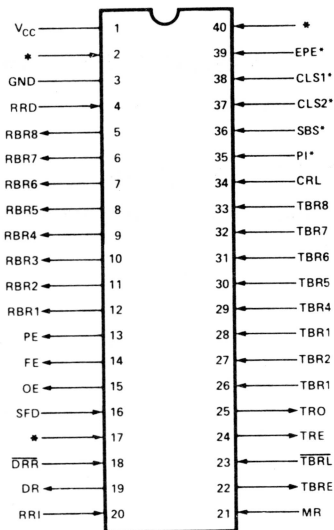 VCC 1 40 *
* 2 39 EPE*
GND 3 38 CLS1*
RRD 4 37 CLS2*
RBR8 5 36 SBS*
RBR7 6 35 PI*
RBR6 7 34 CRL
RBR5 8 33 TBR8
RBR4 9 32 TBR7
RBR3 10 31 TBR6
RBR2 11 30 TBR5
RBR1 12 29 TBR4
PE 13 28 TBR1
FE 14 27 TBR2
OE 15 26 TBR1
SFD 16 25 TRO
* 17 24 TRE
DRR 18 23 TBRL
DR 19 22 TBRE
RRI 20 21 MR